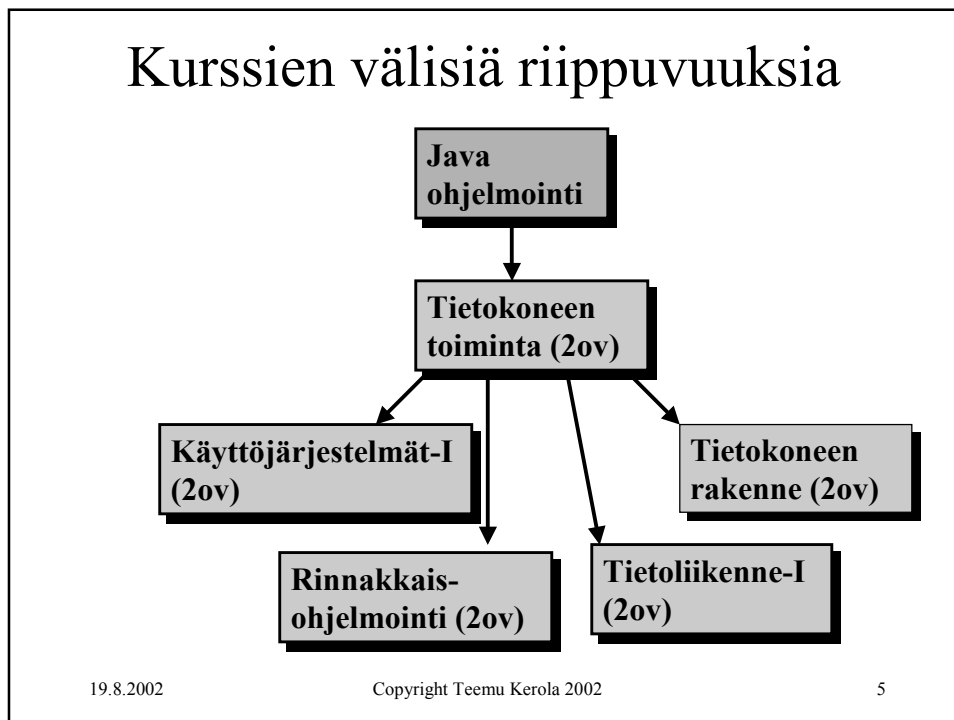 Kurssien välisiä riippuvuuksia
Java
ohjelmointi
Tietokoneen
toiminta (2ov)
Käyttöjärjestelmät-I
(2ov)
Tietokoneen
rakenne (2ov)
Rinnakkais-
ohjelmointi (2ov)
Tietoliikenne-I
(2ov)
19.8.2002
Copyright Teemu Kerola 2002
5